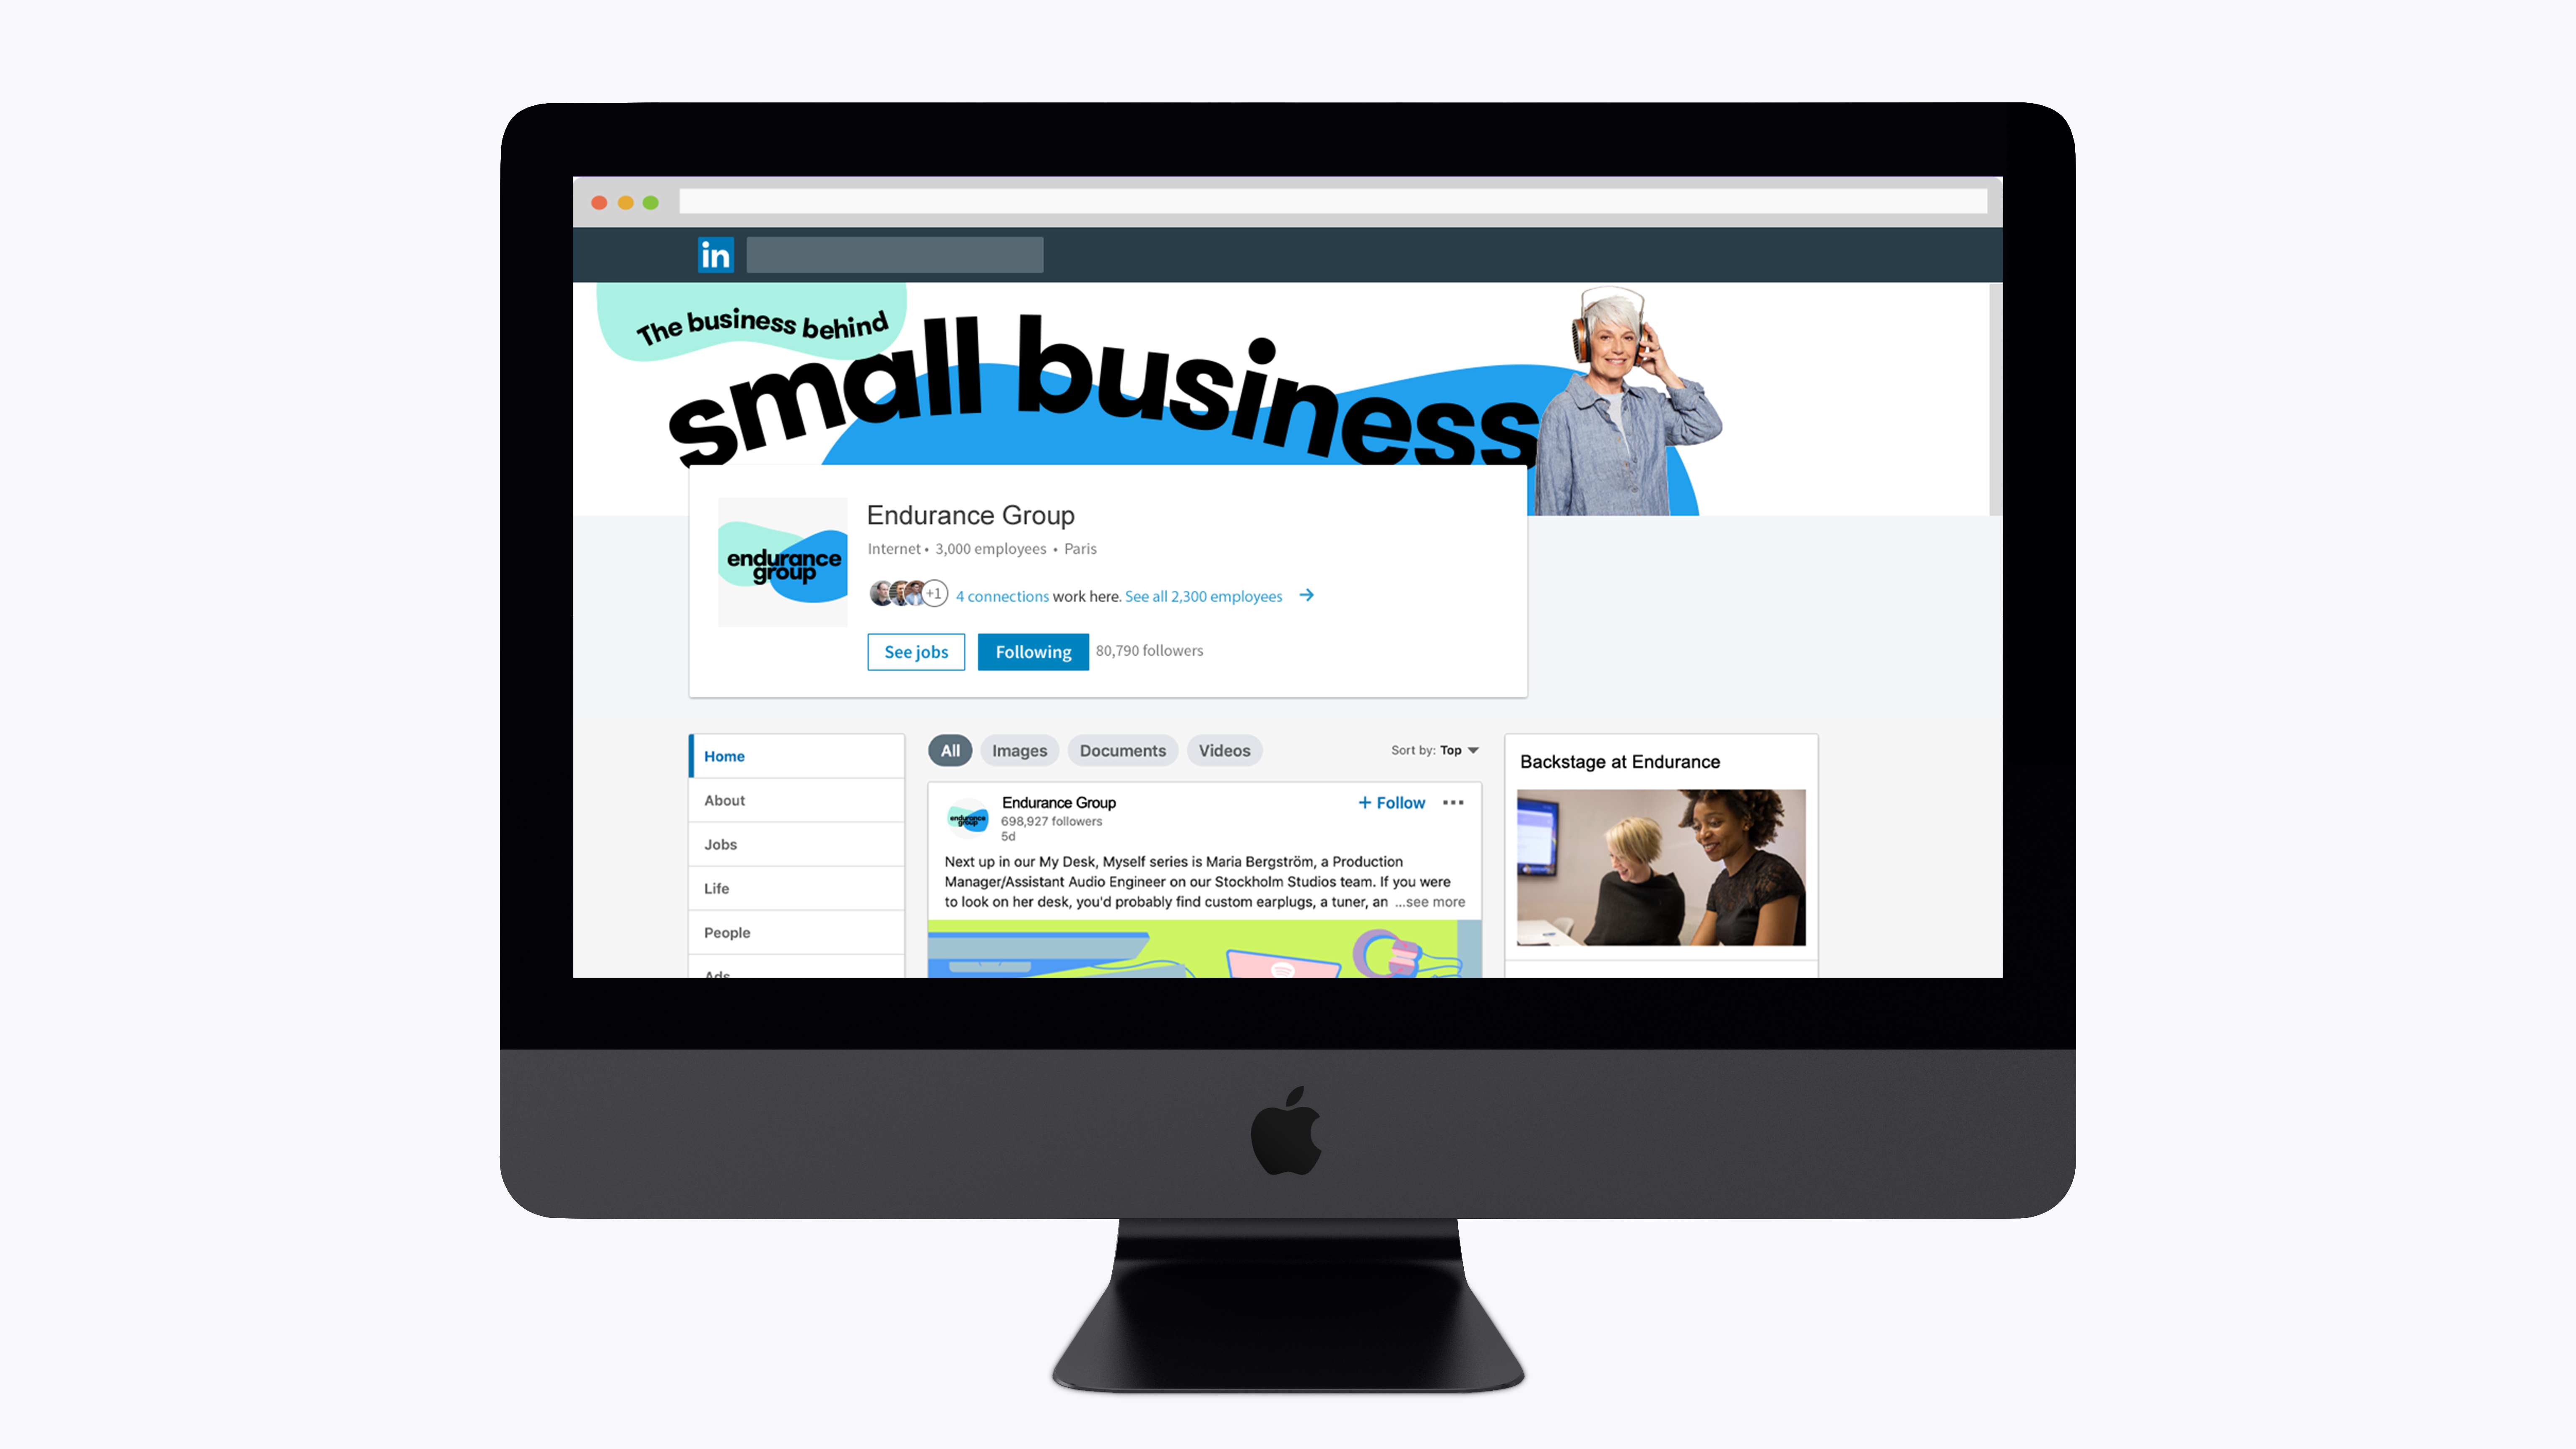 in
The business behind
small business
endurance
group
Endurance Group
Internet • 3,000 employees • Paris
+1 4 connections work here. See all 2,300 employees →
See jobs Following 80,790 followers
Home
About
Jobs
Life
People
Ads
All Images Documents Videos Sort by: Top
endurance
group
Endurance Group
698,927 followers
5d
+ Follow
Next up in our My Desk, Myself series is Maria Bergström, a Production
Manager/Assistant Audio Engineer on our Stockholm Studios team. If you were
to look on her desk, you'd probably find custom earplugs, a tuner, an ...see more
Backstage at Endurance